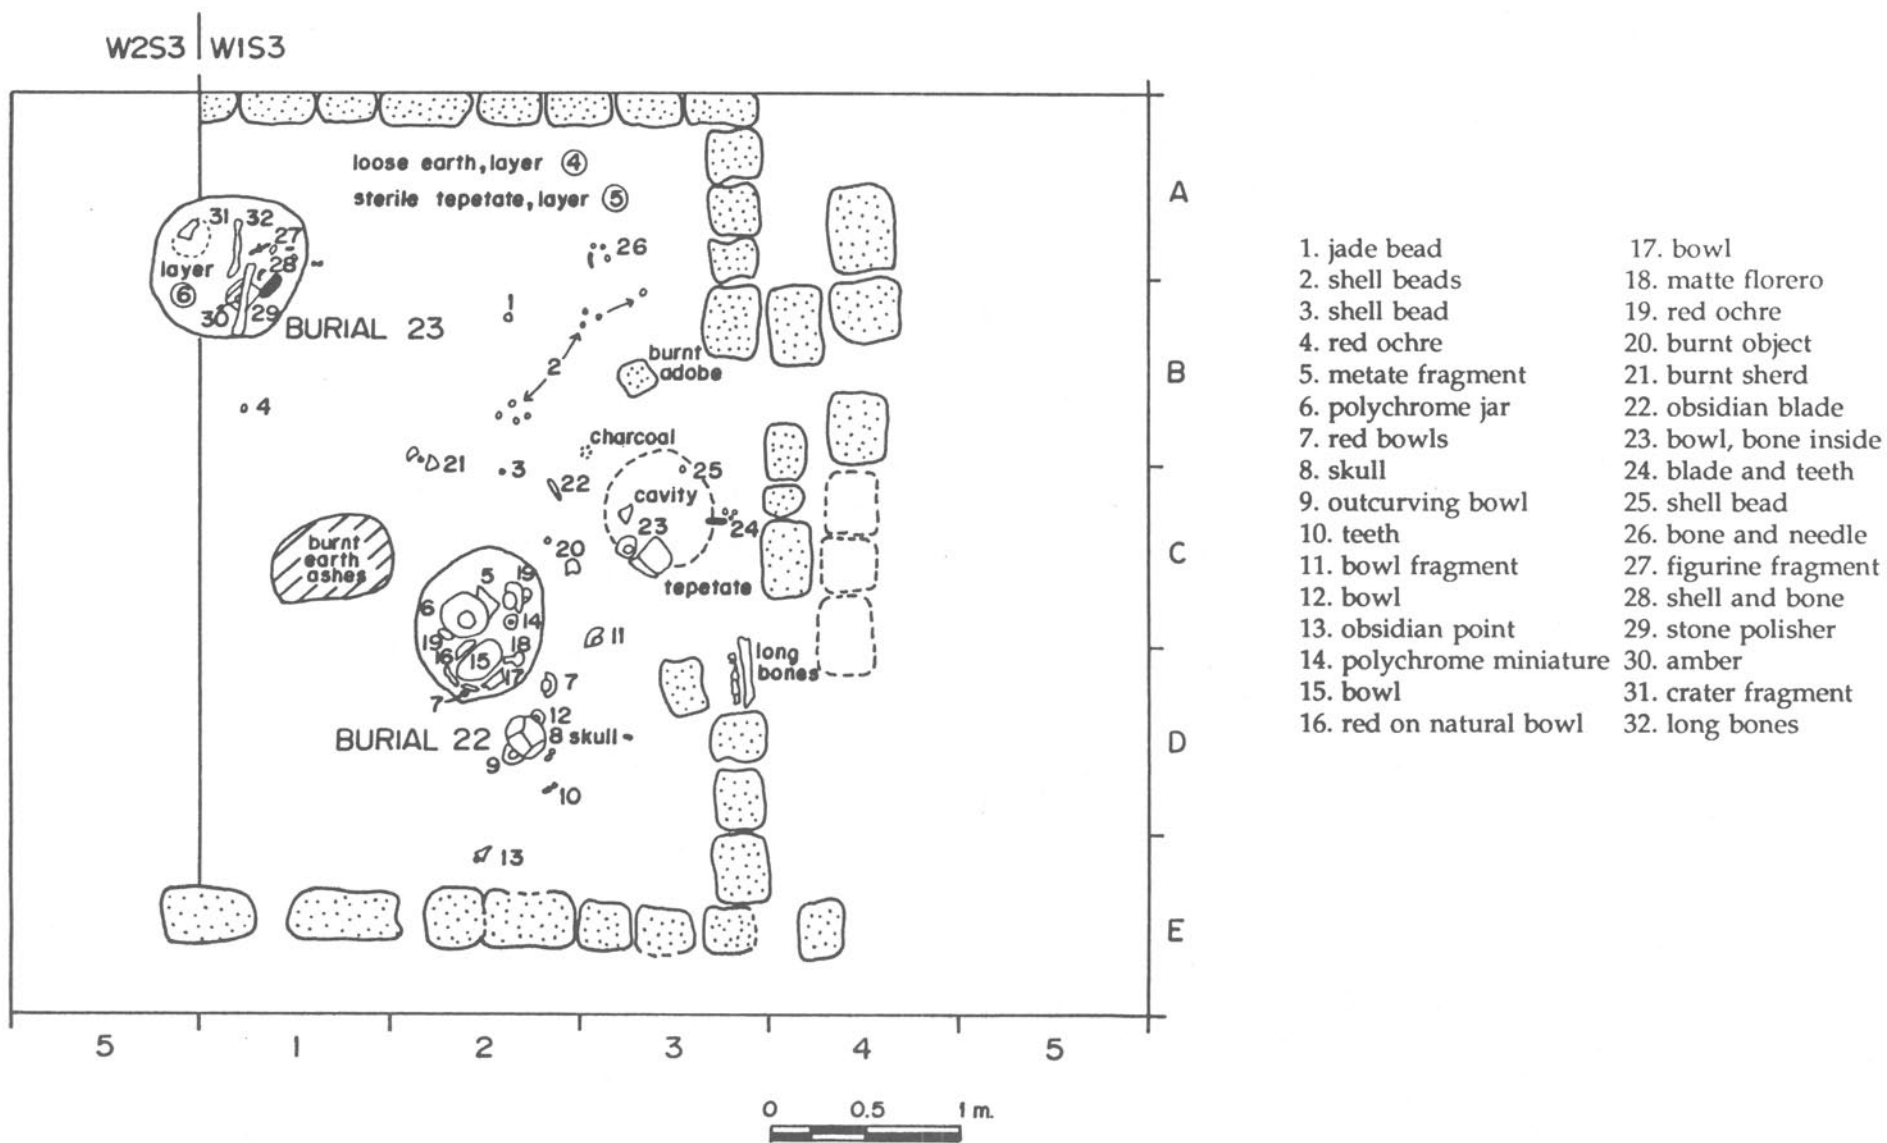 W2S3 W1S3
loose earth, layer 4
sterile tepetate, layer 5
A
31 32
27
layer
28
6
30 29
BURIAL 23
26
1
2
burnt
adobe
B
4
charcoal
21
3
22
25
cavity
23
24
burnt
earth
ashes
20
C
tepetate
5 19
6
14
19
16 15 18
17
7
11
long
bones
7
12
BURIAL 22
8 skull
9
D
10
13
E
5 1 2 3 4 5
0 0.5 1 m.
1. jade bead
2. shell beads
3. shell bead
4. red ochre
5. metate fragment
6. polychrome jar
7. red bowls
8. skull
9. outcurving bowl
10. teeth
11. bowl fragment
12. bowl
13. obsidian point
14. polychrome miniature
15. bowl
16. red on natural bowl
17. bowl
18. matte florero
19. red ochre
20. burnt object
21. burnt sherd
22. obsidian blade
23. bowl, bone inside
24. blade and teeth
25. shell bead
26. bone and needle
27. figurine fragment
28. shell and bone
29. stone polisher
30. amber
31. crater fragment
32. long bones